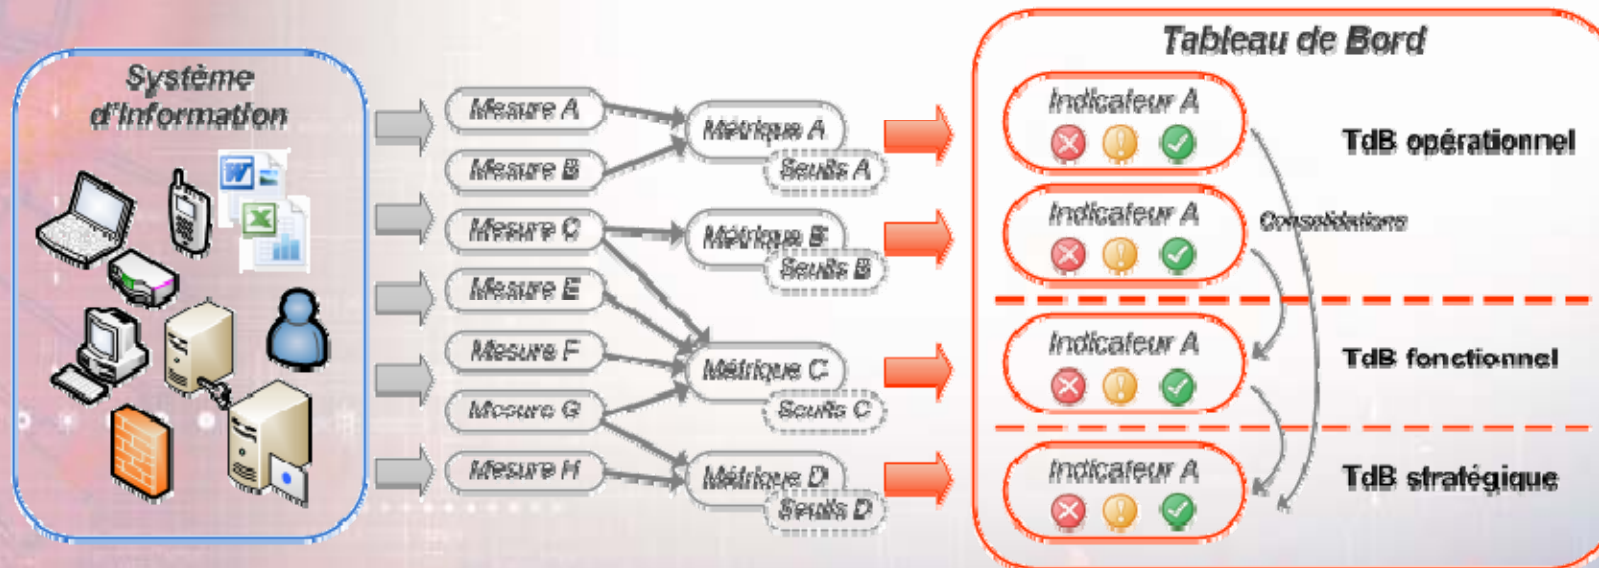 Système
d'Information
Mesure A
Mesure B
Mesure C
Mesure E
Mesure F
Mesure G
Mesure H
Métrique A
Seuils A
Métrique B
Seuils B
Métrique C
Seuils C
Métrique D
Seuils D
Tableau de Bord
Indicateur A
TdB opérationnel
Indicateur A
Consolidations
Indicateur A
TdB fonctionnel
Indicateur A
TdB stratégique